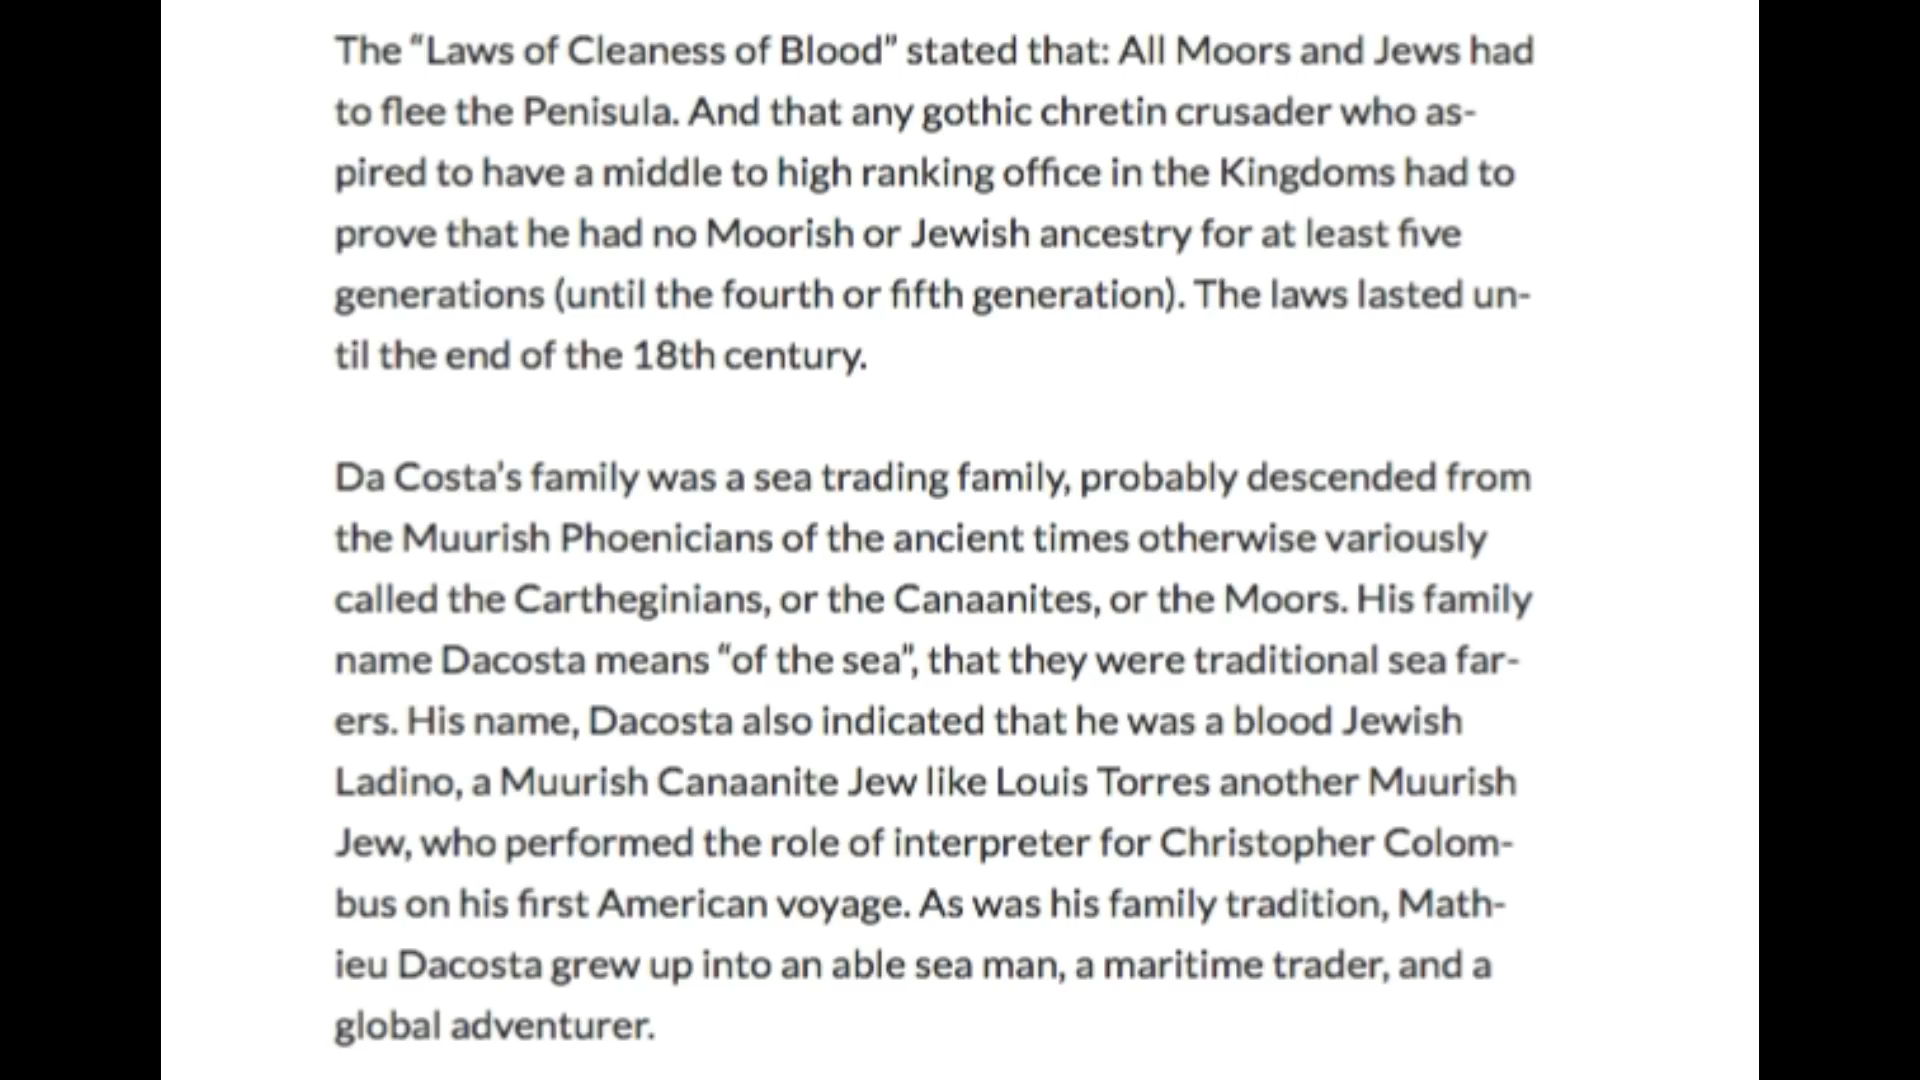 The “Laws of Cleaness of Blood” stated that: All Moors and Jews had
to flee the Penisula. And that any gothic chretin crusader who as-
pired to have a middle to high ranking office in the Kingdoms had to
prove that he had no Moorish or Jewish ancestry for at least five
generations (until the fourth or fifth generation). The laws lasted un-
til the end of the 18th century.
Da Costa's family was a sea trading family, probably descended from
the Muurish Phoenicians of the ancient times otherwise variously
called the Cartheginians, or the Canaanites, or the Moors. His family
name Dacosta means “of the sea”, that they were traditional sea far-
ers. His name, Dacosta also indicated that he was a blood Jewish
Ladino, a Muurish Canaanite Jew like Louis Torres another Muurish
Jew, who performed the role of interpreter for Christopher Colom-
bus on his first American voyage. As was his family tradition, Math-
ieu Dacosta grew up into an able sea man, a maritime trader, and a
global adventurer.